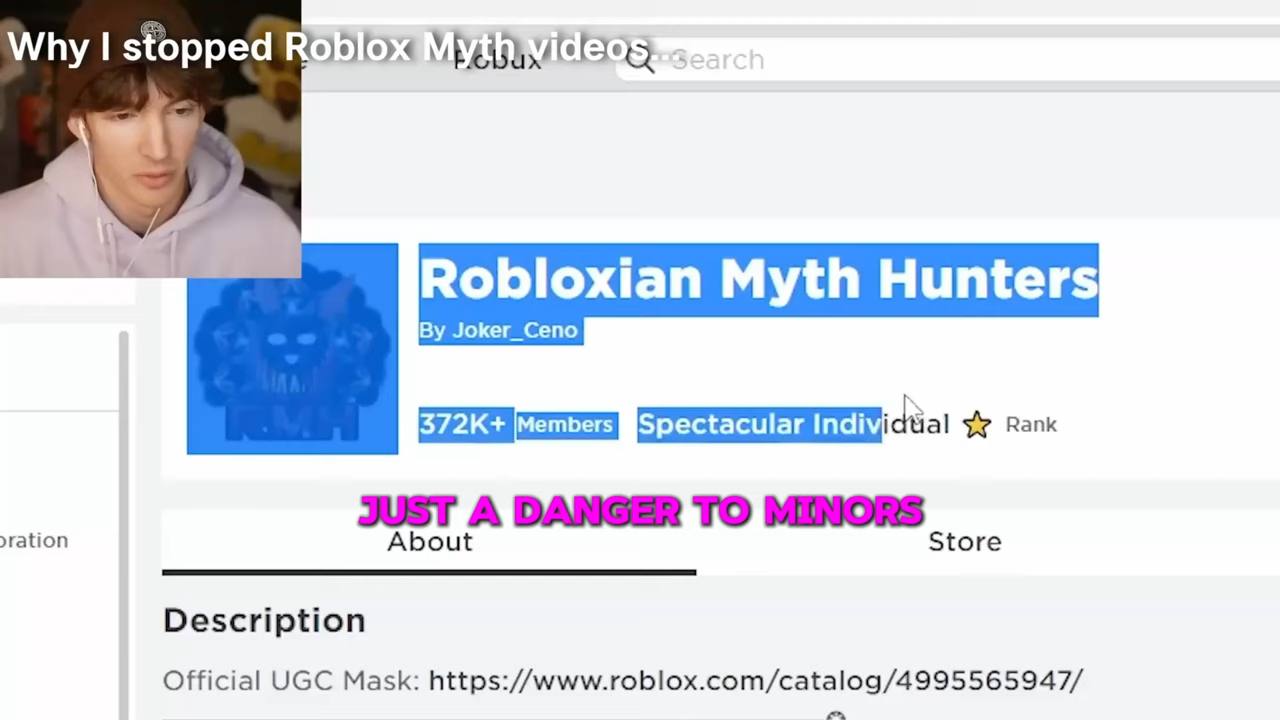 Why I stopped Roblox Myth videos
Robux
Search
Robloxian Myth Hunters
By Joker_Ceno
372K+ Members Spectacular Individual Rank
JUST A DANGER TO MINORS
oration
About Store
Description
Official UGC Mask: https://www.roblox.com/catalog/4995565947/